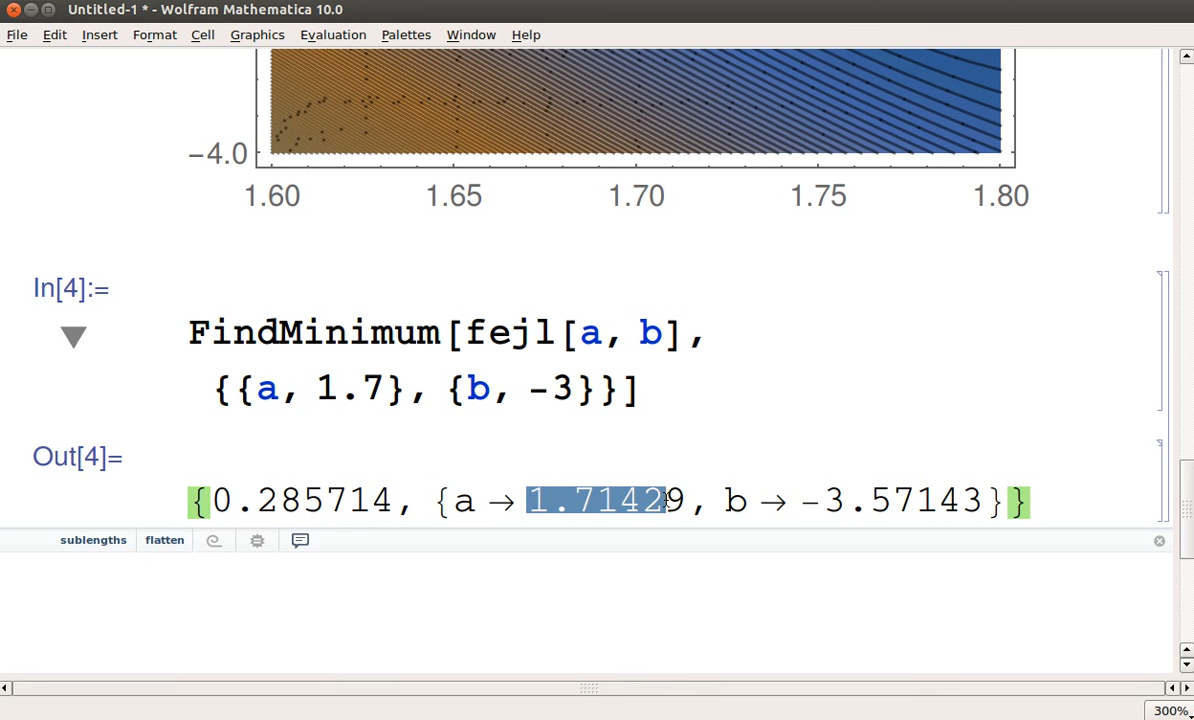 Untitled-1 * - Wolfram Mathematica 10.0
File Edit Insert Format Cell Graphics Evaluation Palettes Window Help
−4.0
1.60 1.65 1.70 1.75 1.80
In[4]:=
FindMinimum[fejl[a, b],
{{a, 1.7}, {b, -3}}]
Out[4]=
{0.285714, {a → 1.71429, b → -3.57143}}
sublengths flatten
300%